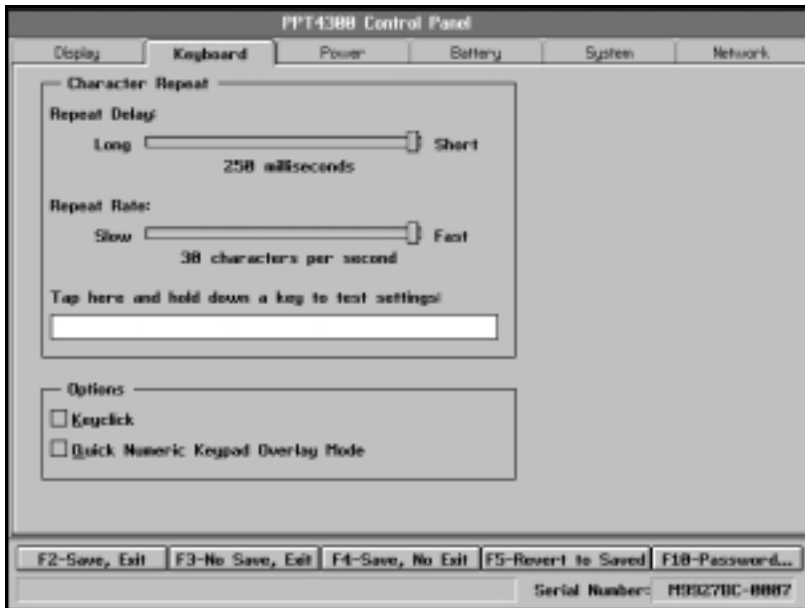 PPT4300 Control Panel
Display Keyboard Power Battery System Network
Character Repeat
Repeat Delay:
Long Short
250 milliseconds
Repeat Rate:
Slow Fast
30 characters per second
Tap here and hold down a key to test settings:
Options
Keyclick
Quick Numeric Keypad Overlay Mode
F2-Save, Exit F3-No Save, Exit F4-Save, No Exit F5-Revert to Saved F10-Password...
Serial Number: M9927BC-0007